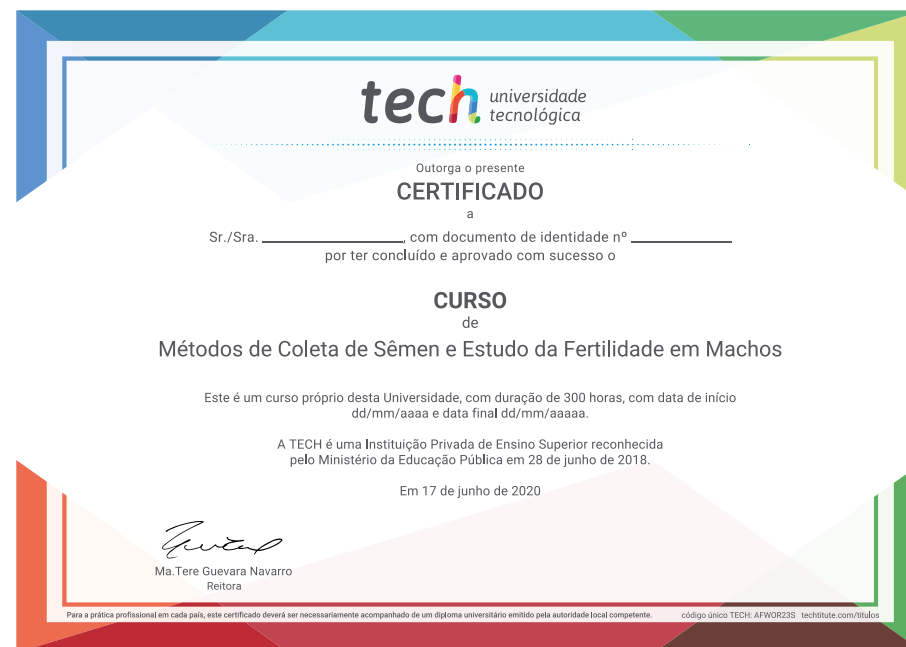 tech universidade
tecnológica
Outorga o presente
CERTIFICADO
a
Sr./Sra. ____________________, com documento de identidade nº ______________
por ter concluído e aprovado com sucesso o
CURSO
de
Métodos de Coleta de Sêmen e Estudo da Fertilidade em Machos
Este é um curso próprio desta Universidade, com duração de 300 horas, com data de início
dd/mm/aaaa e data final dd/mm/aaaaa.
A TECH é uma Instituição Privada de Ensino Superior reconhecida
pelo Ministério da Educação Pública em 28 de junho de 2018.
Em 17 de junho de 2020
Ma.Tere Guevara Navarro
Reitora
Para a prática profissional em cada país, este certificado deverá ser necessariamente acompanhado de um diploma universitário emitido pela autoridade local competente. código único TECH: AFWOR23S techtitute.com/titulos